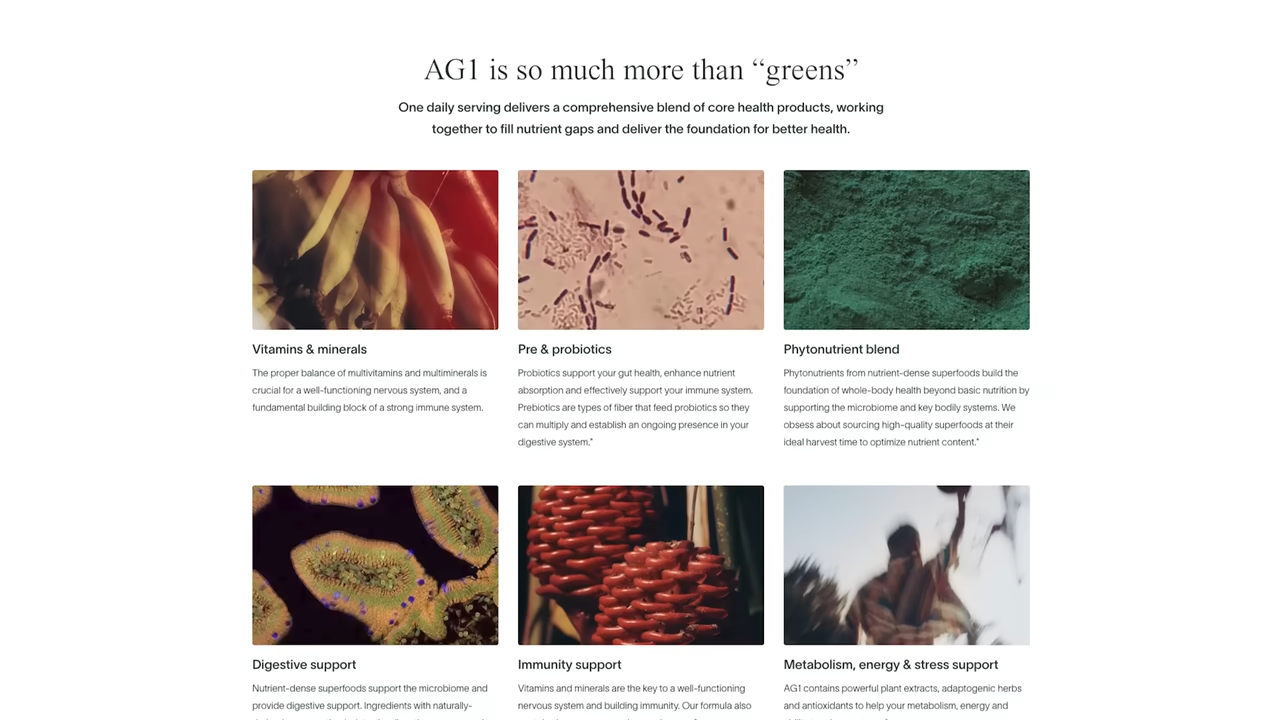 AG1 is so much more than “greens”
One daily serving delivers a comprehensive blend of core health products, working
together to fill nutrient gaps and deliver the foundation for better health.
Vitamins & minerals
The proper balance of multivitamins and multiminerals is
crucial for a well-functioning nervous system, and a
fundamental building block of a strong immune system.
Pre & probiotics
Probiotics support your gut health, enhance nutrient
absorption and effectively support your immune system.
Prebiotics are types of fiber that feed probiotics so they
can multiply and establish an ongoing presence in your
digestive system.*
Phytonutrient blend
Phytonutrients from nutrient-dense superfoods build the
foundation of whole-body health beyond basic nutrition by
supporting the microbiome and key bodily systems. We
obsess about sourcing high-quality superfoods at their
ideal harvest time to optimize nutrient content.*
Digestive support
Nutrient-dense superfoods support the microbiome and
provide digestive support. Ingredients with naturally-
Immunity support
Vitamins and minerals are the key to a well-functioning
nervous system and building immunity. Our formula also
Metabolism, energy & stress support
AG1 contains powerful plant extracts, adaptogenic herbs
and antioxidants to help your metabolism, energy and